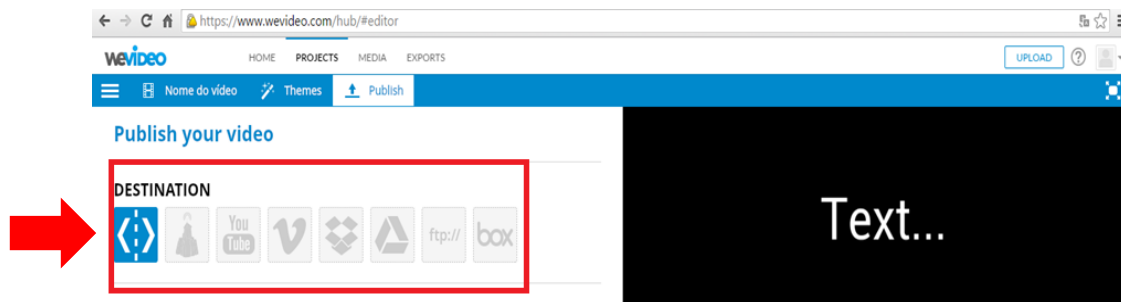 https://www.wevideo.com/hub/#editor
WeVIDEO HOME PROJECTS MEDIA EXPORTS UPLOAD ?
Nome do vídeo Themes Publish
Publish your video
DESTINATION
You Tube ftp:// box
Text...